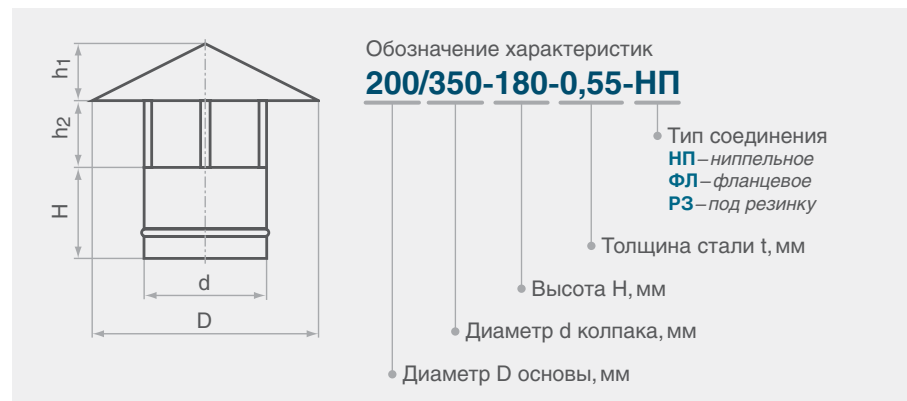 Обозначение характеристик
200/350-180-0,55-НП
Тип соединения
НП–ниппельное
ФЛ–фланцевое
РЗ–под резинку
Толщина стали t, мм
Высота H, мм
Диаметр d колпака, мм
Диаметр D основы, мм
h1
h2
H
d
D